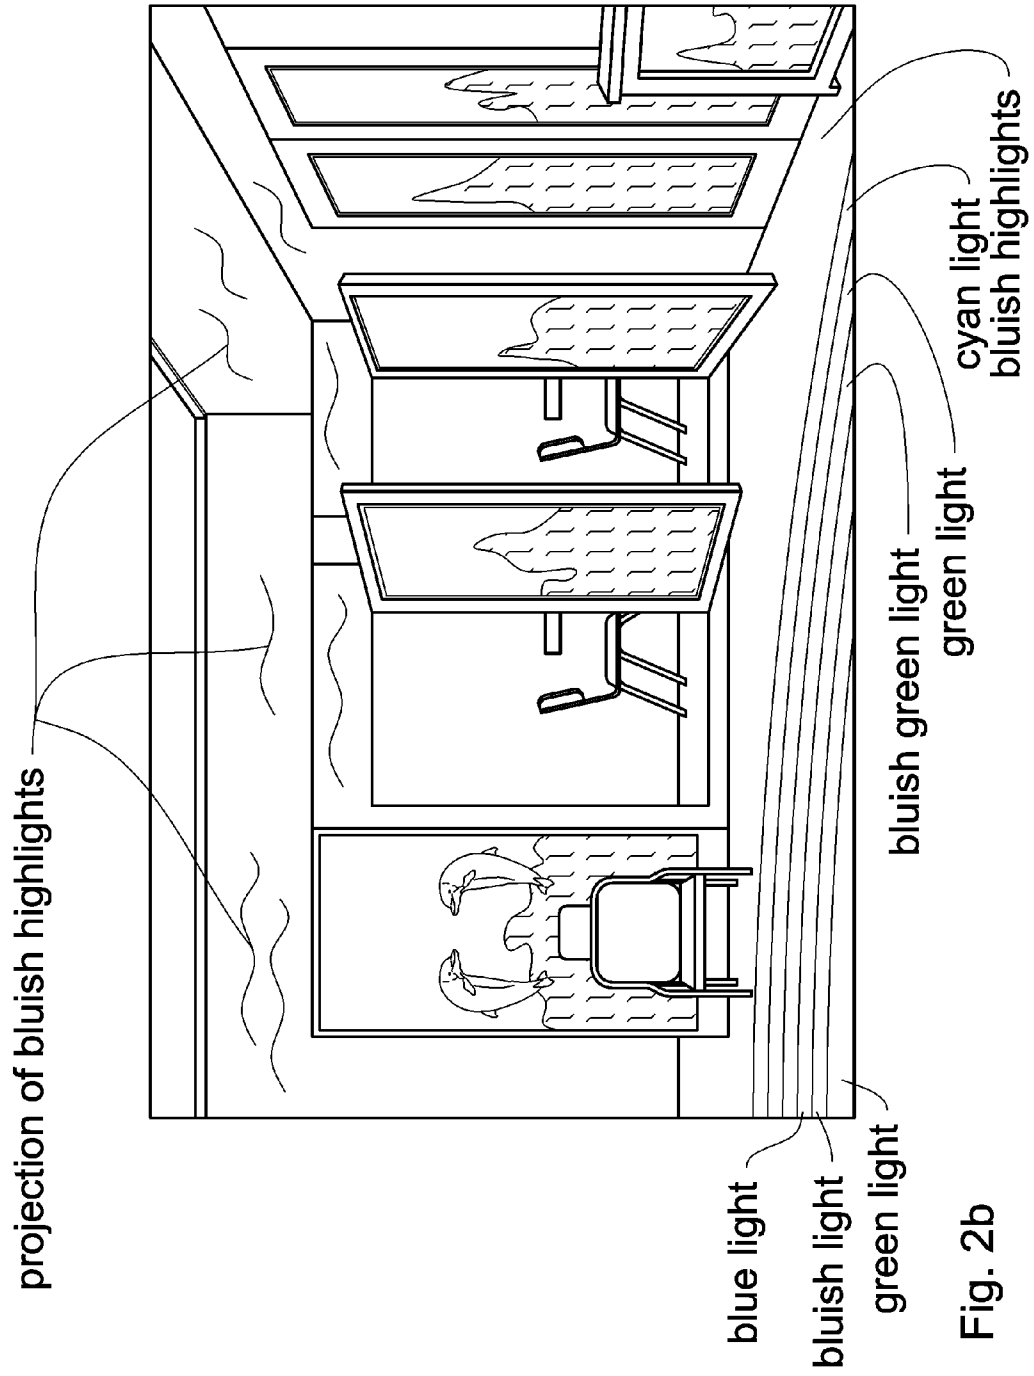 projection of bluish highlights
blue light
bluish light
green light
bluish green light
green light
cyan light
bluish highlights
Fig. 2b